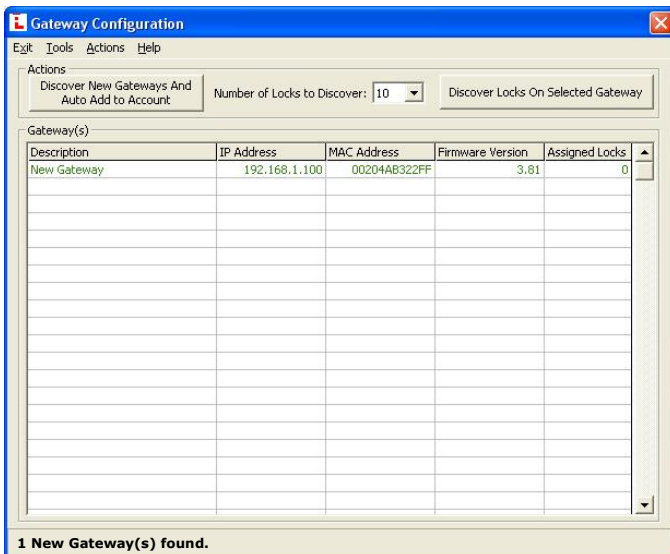 Gateway Configuration
Exit Tools Actions Help
Actions
Discover New Gateways And
Auto Add to Account
Number of Locks to Discover: 10
Discover Locks On Selected Gateway
Gateway(s)
Description IP Address MAC Address Firmware Version Assigned Locks
New Gateway 192.168.1.100 00204AB322FF 3.81 0
1 New Gateway(s) found.